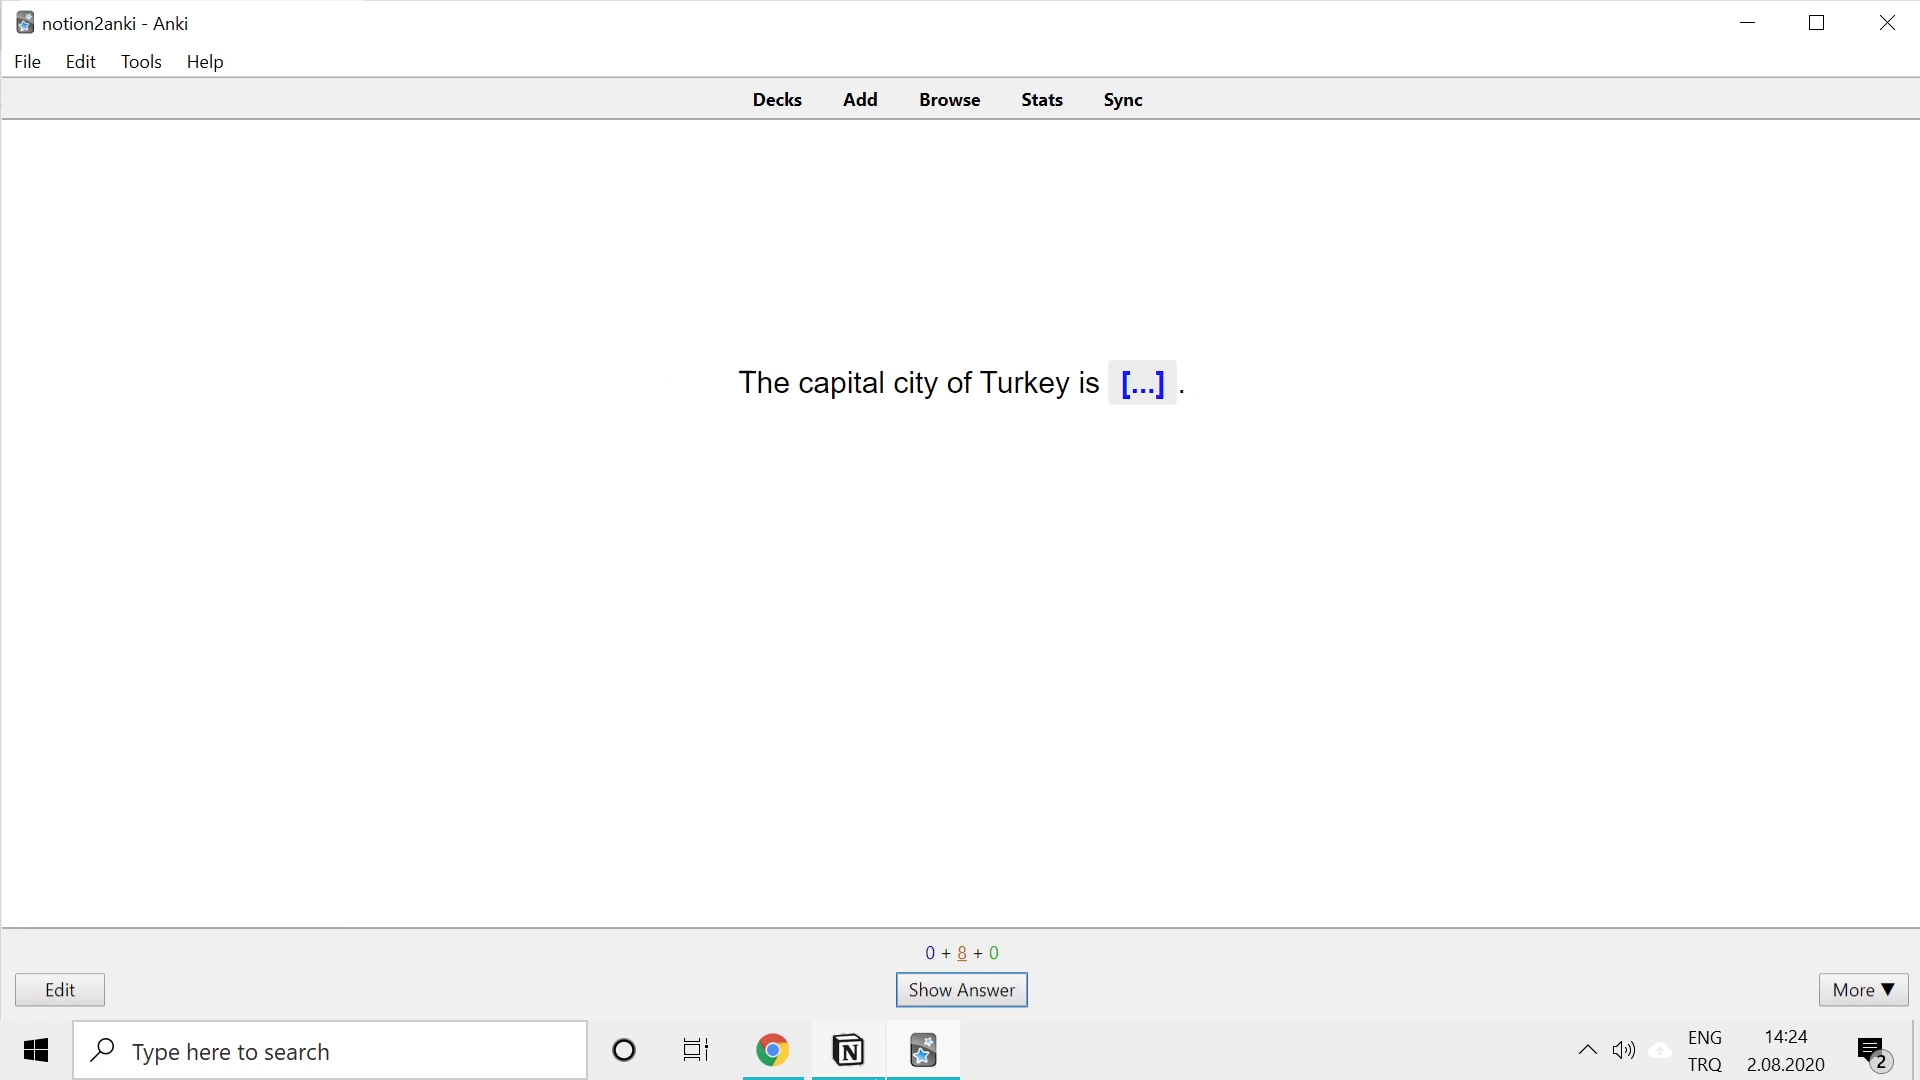 notion2anki - Anki
File Edit Tools Help
Decks Add Browse Stats Sync
The capital city of Turkey is [...] .
0 + 8 + 0
Edit Show Answer More ▼
Type here to search
N
ENG 14:24
TRQ 2.08.2020
2